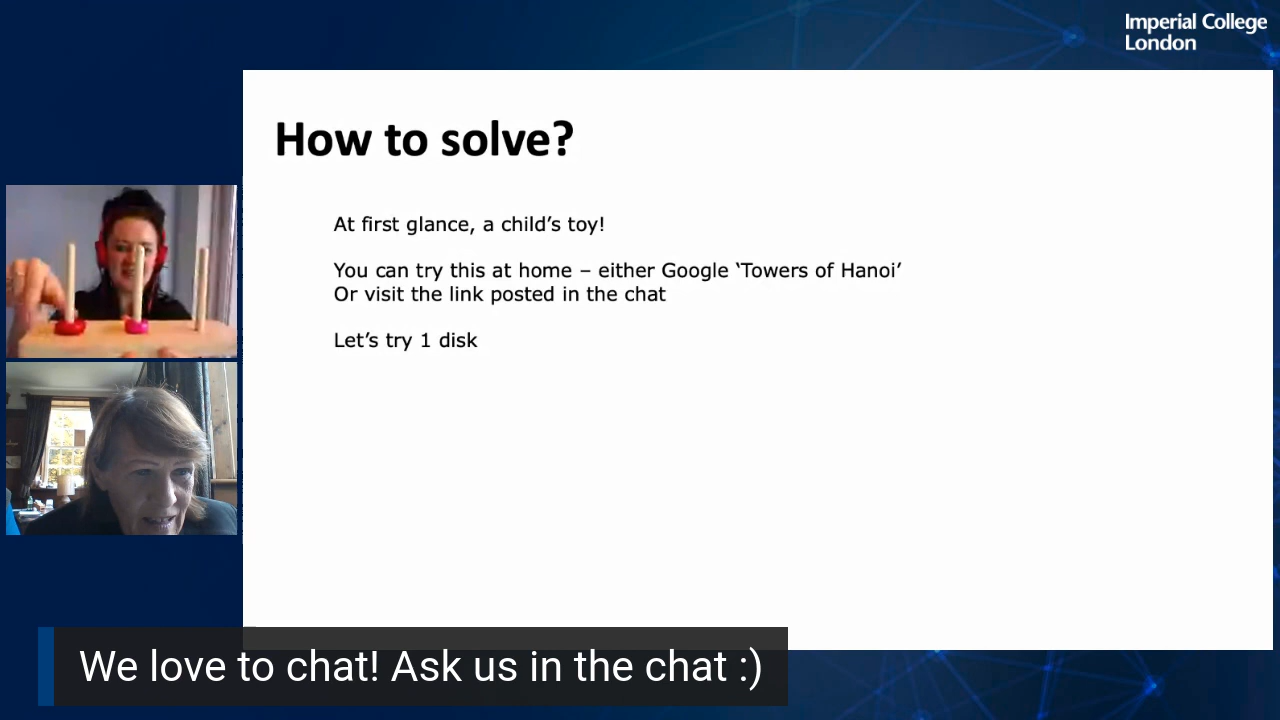 Imperial College
London
How to solve?
At first glance, a child’s toy!
You can try this at home – either Google ‘Towers of Hanoi’
Or visit the link posted in the chat
Let’s try 1 disk
We love to chat! Ask us in the chat :)